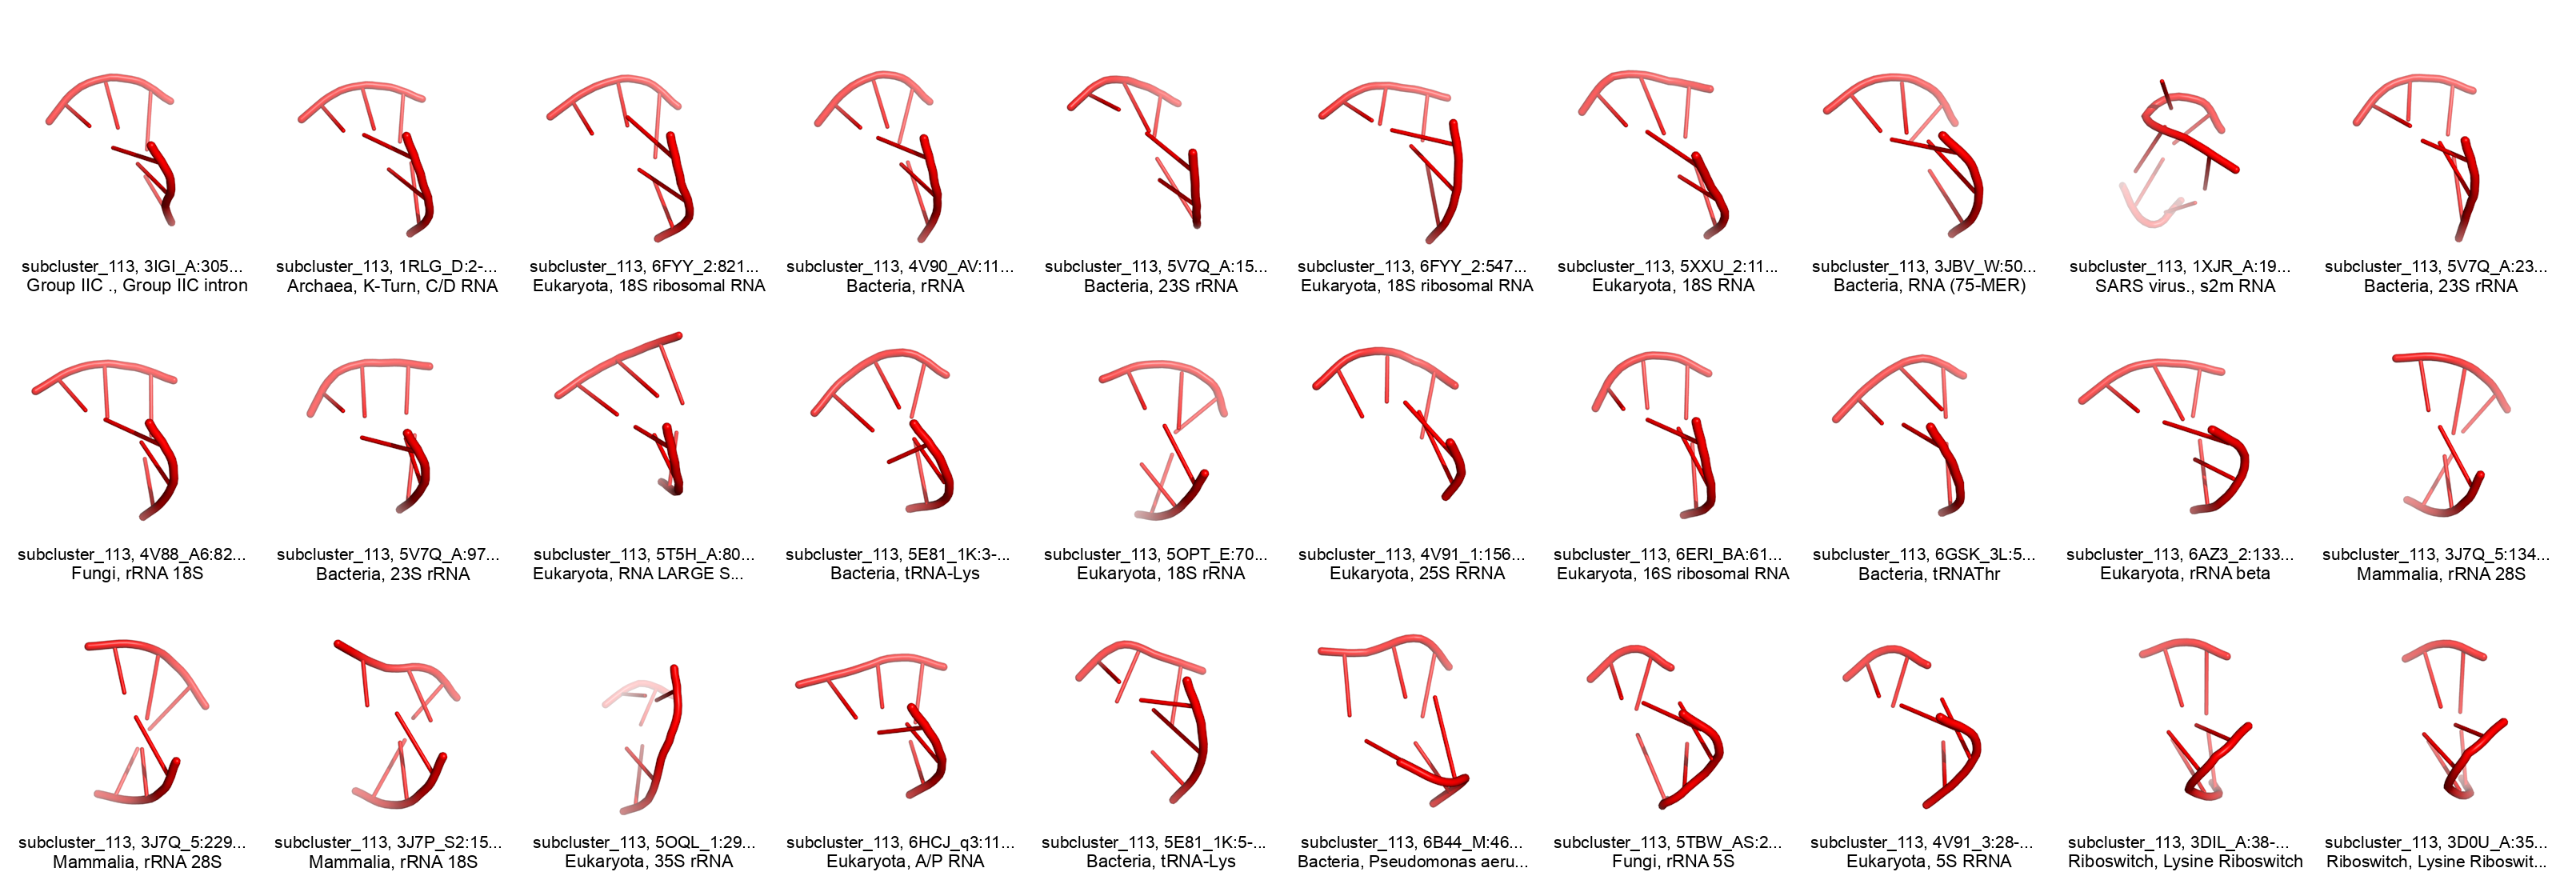 subcluster_113, 3IGI_A:305...
Group IIC ., Group IIC intron
subcluster_113, 1RLG_D:2-...
Archaea, K-Turn, C/D RNA
subcluster_113, 6FYY_2:821...
Eukaryota, 18S ribosomal RNA
subcluster_113, 4V90_AV:11...
Bacteria, rRNA
subcluster_113, 5V7Q_A:15...
Bacteria, 23S rRNA
subcluster_113, 6FYY_2:547...
Eukaryota, 18S ribosomal RNA
subcluster_113, 5XXU_2:11...
Eukaryota, 18S RNA
subcluster_113, 3JBV_W:50...
Bacteria, RNA (75-MER)
subcluster_113, 1XJR_A:19...
SARS virus., s2m RNA
subcluster_113, 5V7Q_A:23...
Bacteria, 23S rRNA
subcluster_113, 4V88_A6:82...
Fungi, rRNA 18S
subcluster_113, 5V7Q_A:97...
Bacteria, 23S rRNA
subcluster_113, 5T5H_A:80...
Eukaryota, RNA LARGE S...
subcluster_113, 5E81_1K:3-...
Bacteria, tRNA-Lys
subcluster_113, 5OPT_E:70...
Eukaryota, 18S rRNA
subcluster_113, 4V91_1:156...
Eukaryota, 25S RRNA
subcluster_113, 6ERI_BA:61...
Eukaryota, 16S ribosomal RNA
subcluster_113, 6GSK_3L:5...
Bacteria, tRNAThr
subcluster_113, 6AZ3_2:133...
Eukaryota, rRNA beta
subcluster_113, 3J7Q_5:134...
Mammalia, rRNA 28S
subcluster_113, 3J7Q_5:229...
Mammalia, rRNA 28S
subcluster_113, 3J7P_S2:15...
Mammalia, rRNA 18S
subcluster_113, 5OQL_1:29...
Eukaryota, 35S rRNA
subcluster_113, 6HCJ_q3:11...
Eukaryota, A/P RNA
subcluster_113, 5E81_1K:5-...
Bacteria, tRNA-Lys
subcluster_113, 6B44_M:46...
Bacteria, Pseudomonas aeru...
subcluster_113, 5TBW_AS:2...
Fungi, rRNA 5S
subcluster_113, 4V91_3:28-...
Eukaryota, 5S RRNA
subcluster_113, 3DIL_A:38-...
Riboswitch, Lysine Riboswitch
subcluster_113, 3D0U_A:35...
Riboswitch, Lysine Riboswit...